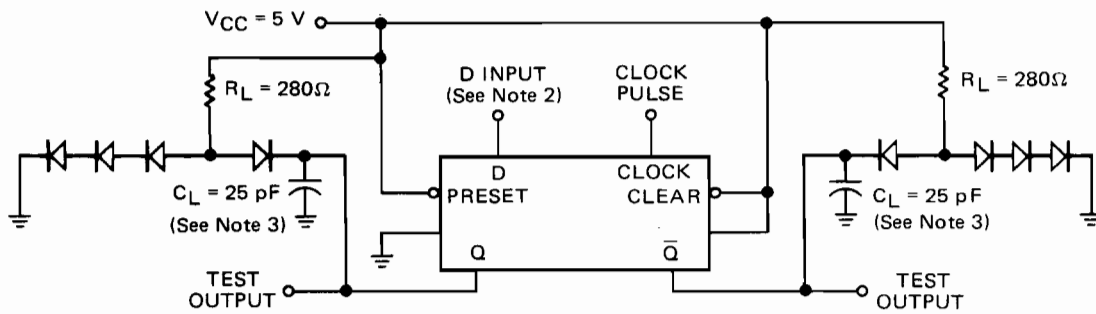 VCC = 5 V
RL = 280Ω
D INPUT
(See Note 2)
CLOCK
PULSE
RL = 280Ω
D
CLOCK
PRESET
CLEAR
CL = 25 pF
(See Note 3)
CL = 25 pF
(See Note 3)
Q
Q̅
TEST
OUTPUT
TEST
OUTPUT